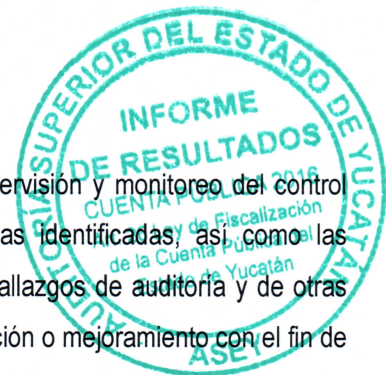 AUDITORÍA SUPERIOR DEL ESTADO DE YUCATÁN
INFORME
DE RESULTADOS
CUENTA PÚBLICA 2016
Ley de Fiscalización
de la Cuenta Pública del
Estado de Yucatán
ASEY
ervisión y monitoreo del control
as identificadas, así como las
allazgos de auditoría y de otras
ción o mejoramiento con el fin de